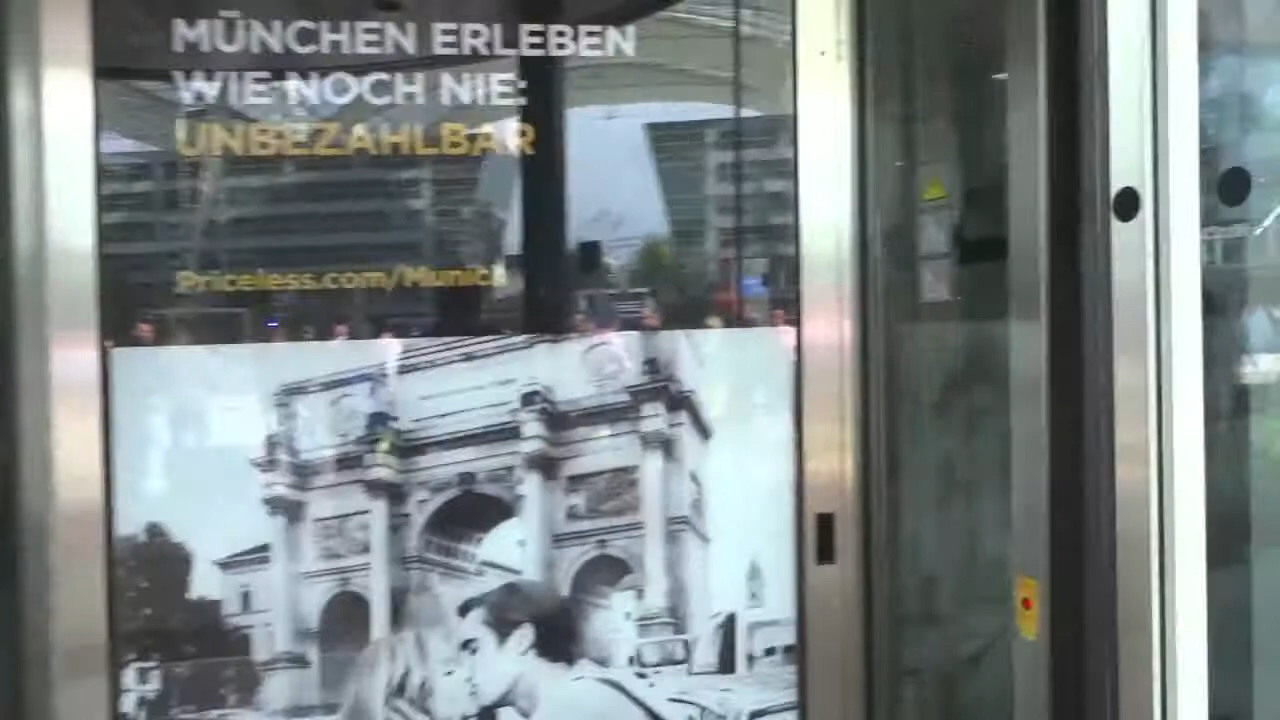 MÜNCHEN ERLEBEN
WIE NOCH NIE:
UNBEZAHLBAR
Priceless.com/Munich